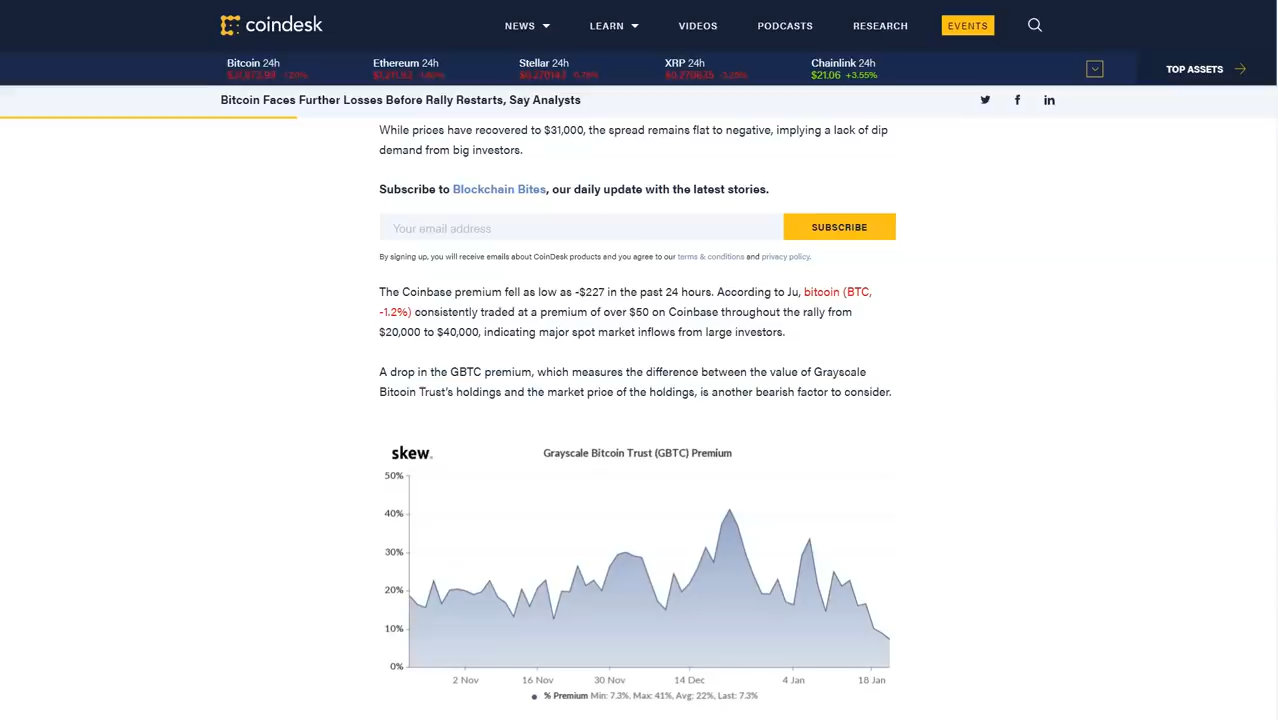 coindesk
NEWS
LEARN
VIDEOS
PODCASTS
RESEARCH
EVENTS
Bitcoin 24h
Ethereum 24h
Stellar 24h
XRP 24h
Chainlink 24h
$21.06 +3.55%
TOP ASSETS
Bitcoin Faces Further Losses Before Rally Restarts, Say Analysts
While prices have recovered to $31,000, the spread remains flat to negative, implying a lack of dip
demand from big investors.
Subscribe to Blockchain Bites, our daily update with the latest stories.
Your email address
SUBSCRIBE
By signing up, you will receive emails about CoinDesk products and you agree to our terms & conditions and privacy policy.
The Coinbase premium fell as low as -$227 in the past 24 hours. According to Ju, bitcoin (BTC,
-1.2%) consistently traded at a premium of over $50 on Coinbase throughout the rally from
$20,000 to $40,000, indicating major spot market inflows from large investors.
A drop in the GBTC premium, which measures the difference between the value of Grayscale
Bitcoin Trust's holdings and the market price of the holdings, is another bearish factor to consider.
skew.
Grayscale Bitcoin Trust (GBTC) Premium
50%
40%
30%
20%
10%
0%
2 Nov
16 Nov
30 Nov
14 Dec
4 Jan
18 Jan
% Premium Min: 7.3%, Max: 41%, Avg: 22%, Last: 7.3%